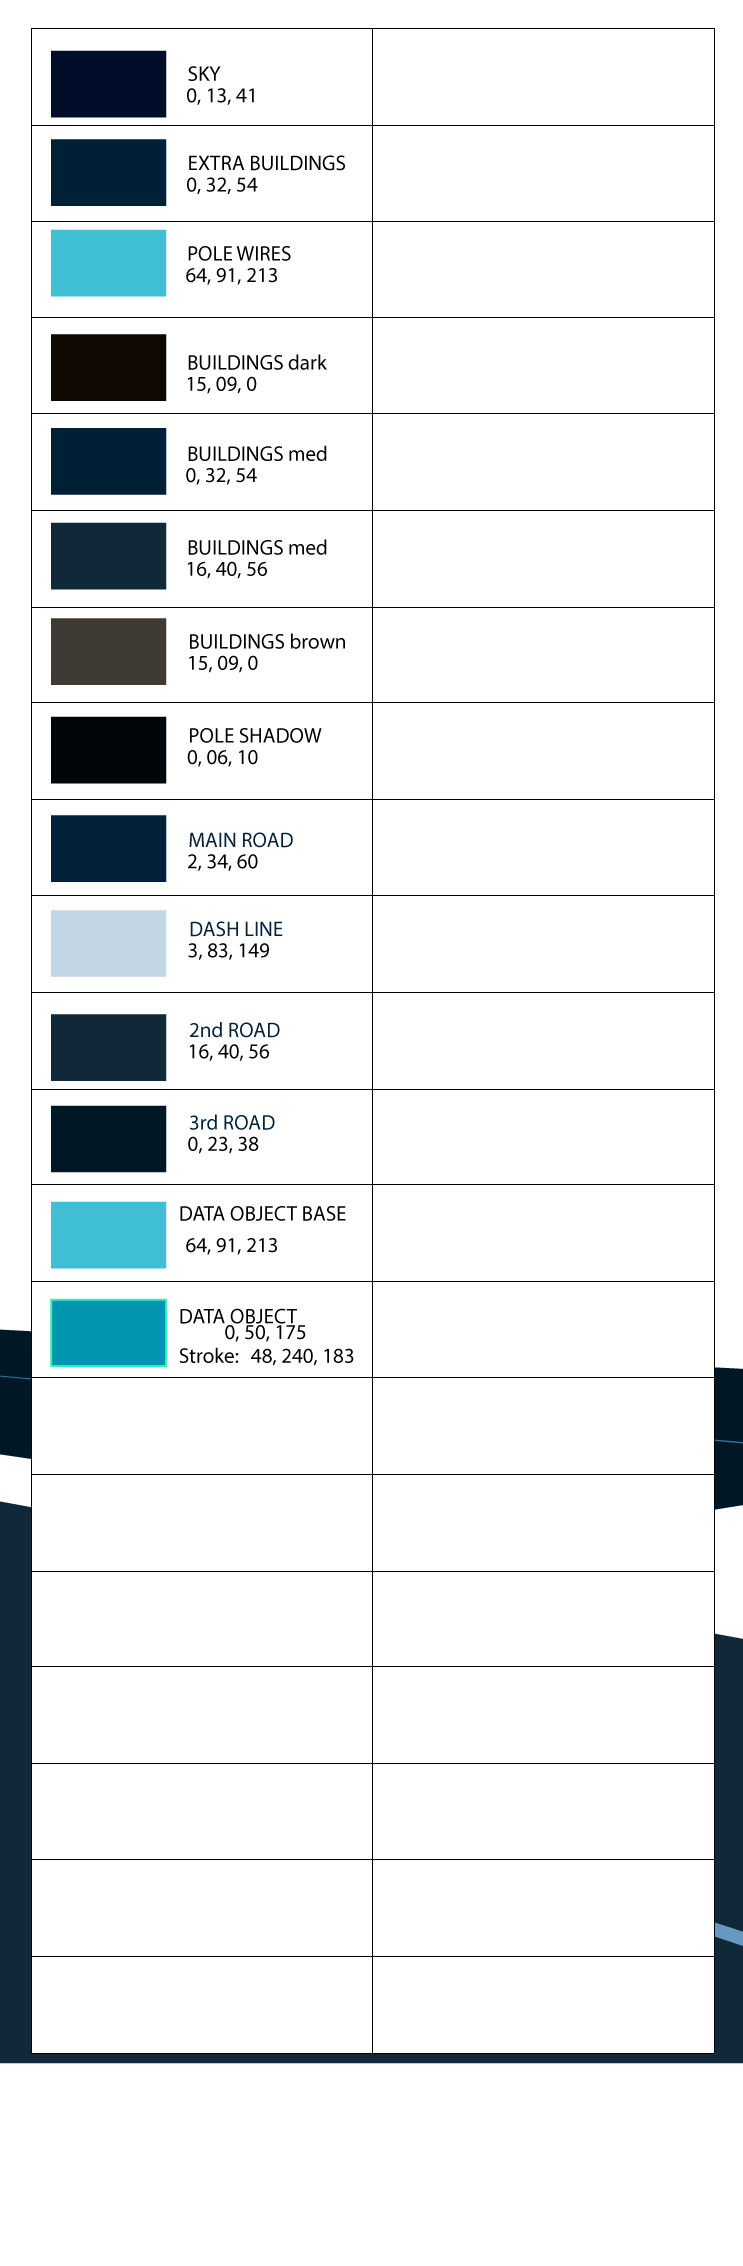 SKY
0, 13, 41
EXTRA BUILDINGS
0, 32, 54
POLE WIRES
64, 91, 213
BUILDINGS dark
15, 09, 0
BUILDINGS med
0, 32, 54
BUILDINGS med
16, 40, 56
BUILDINGS brown
15, 09, 0
POLE SHADOW
0, 06, 10
MAIN ROAD
2, 34, 60
DASH LINE
3, 83, 149
2nd ROAD
16, 40, 56
3rd ROAD
0, 23, 38
DATA OBJECT BASE
64, 91, 213
DATA OBJECT
0, 50, 175
Stroke: 48, 240, 183